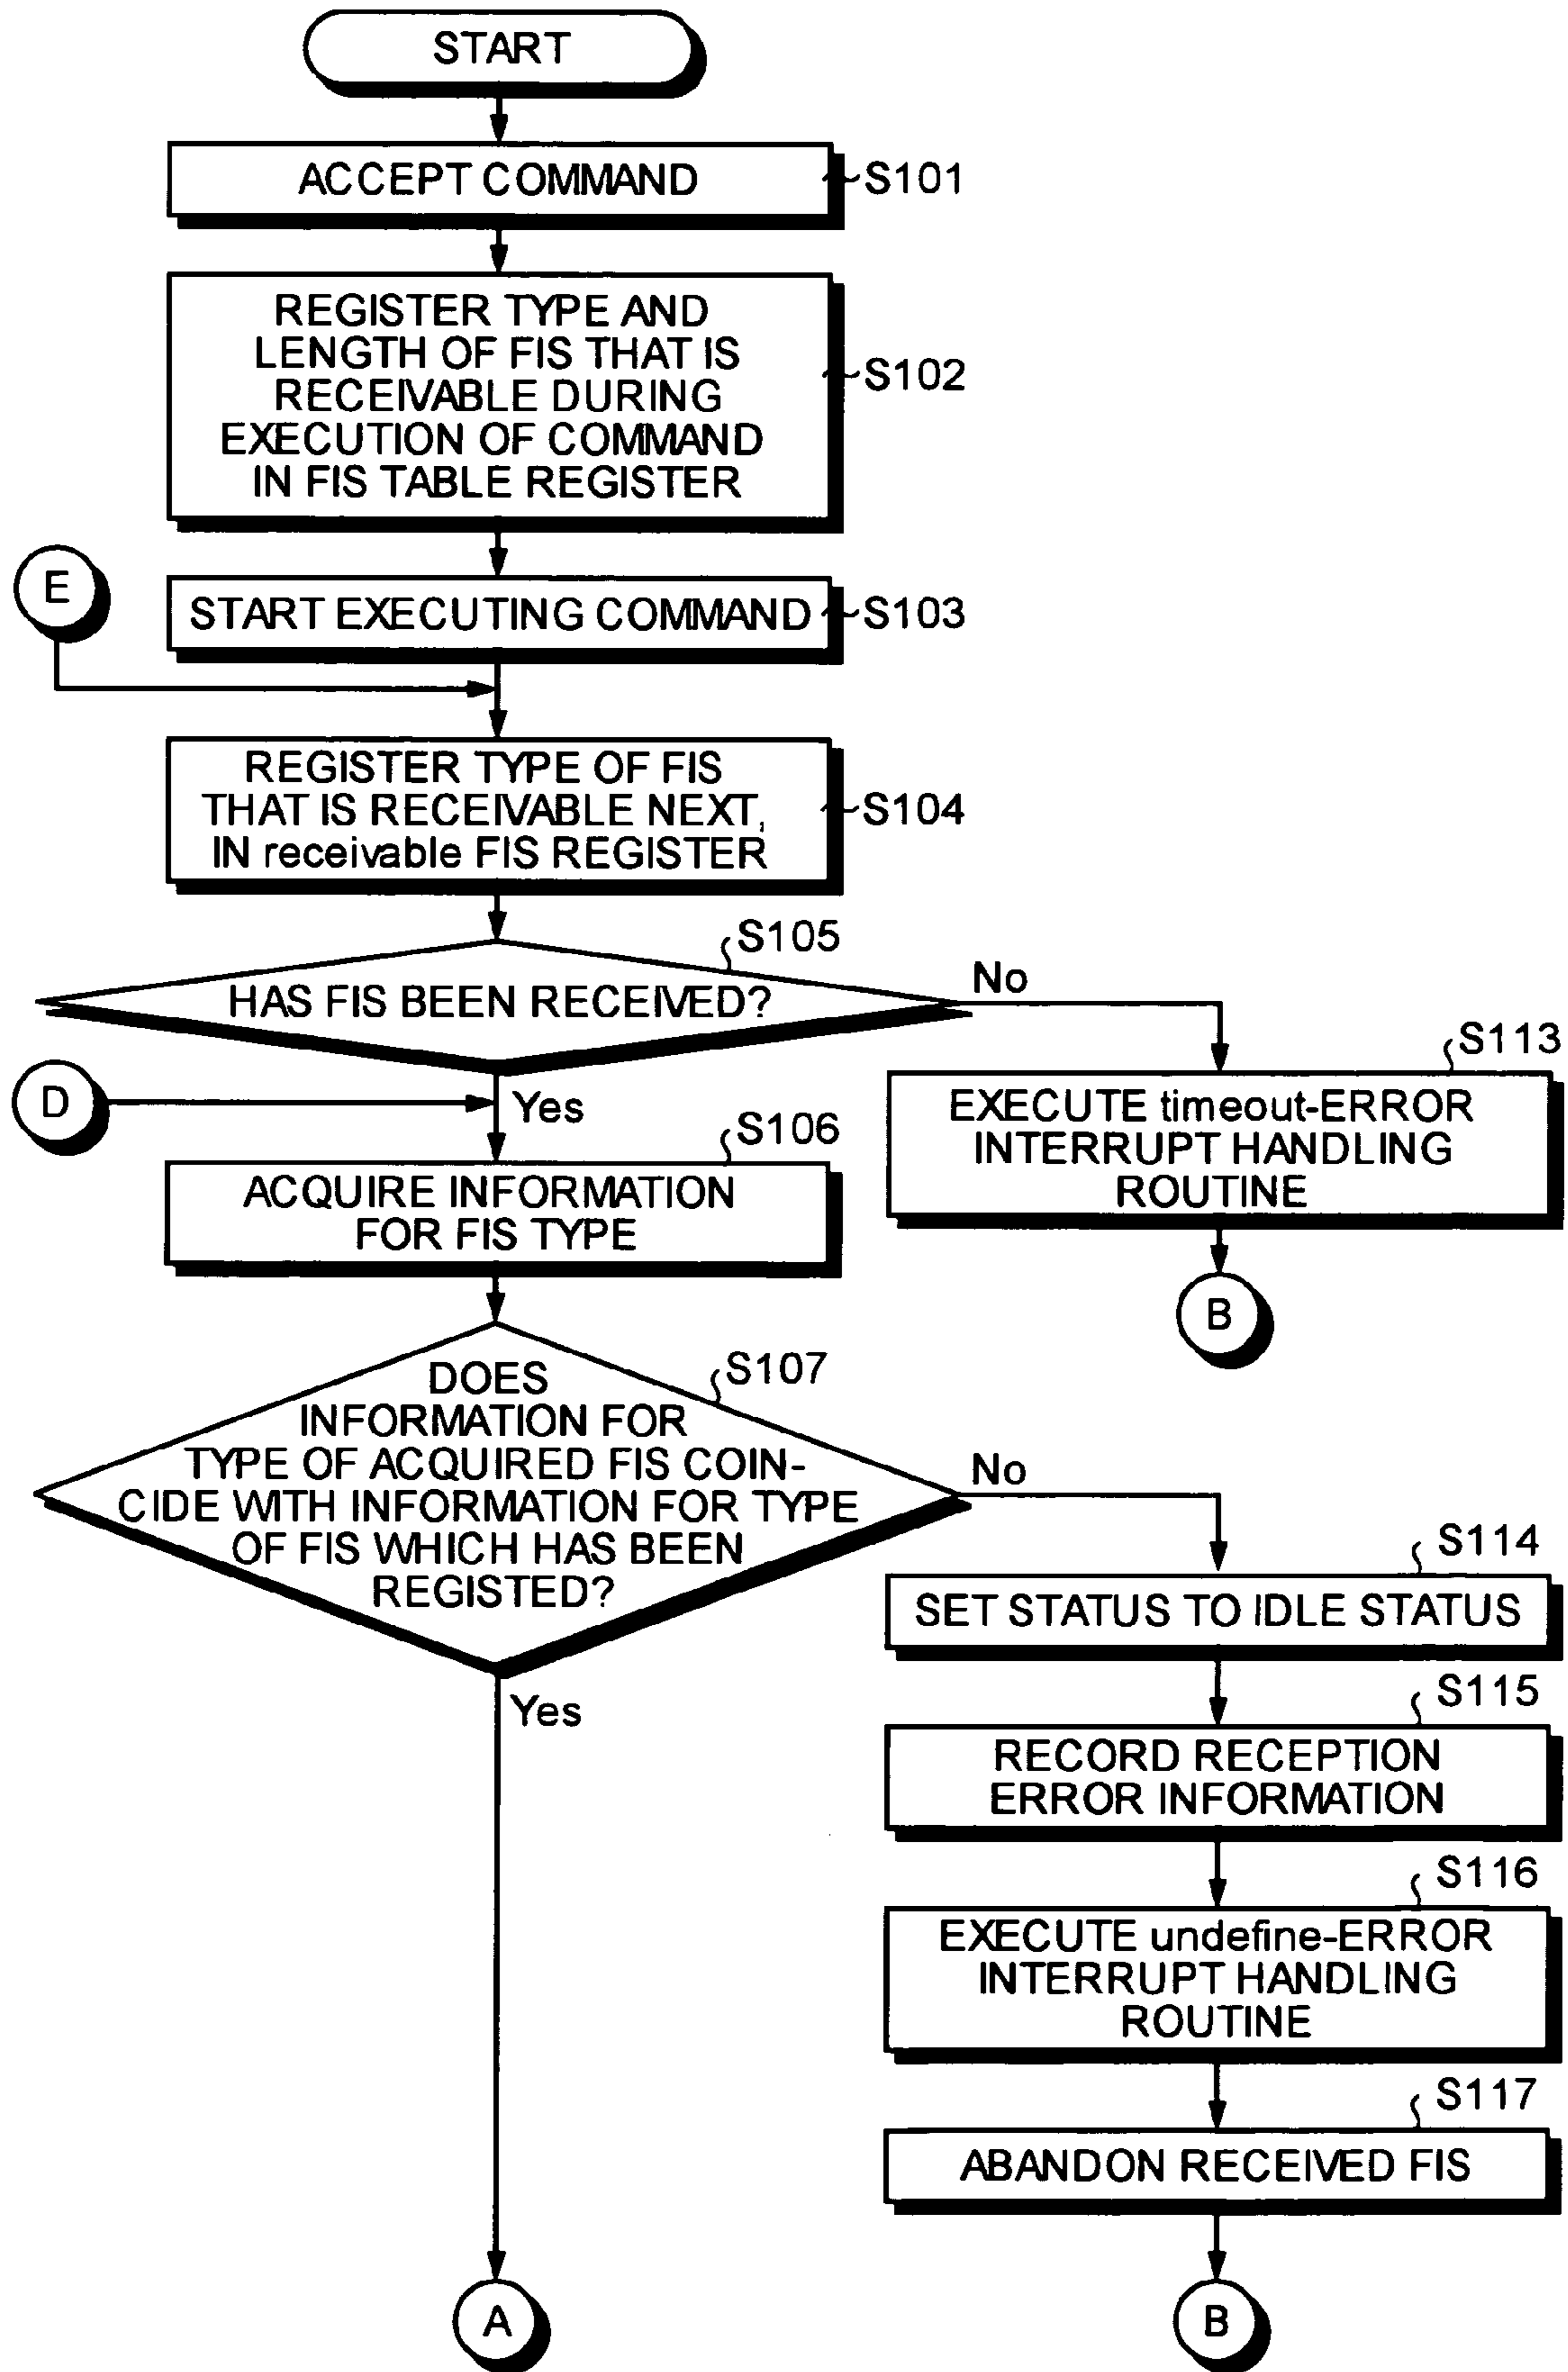 START
ACCEPT COMMAND
S101
REGISTER TYPE AND
LENGTH OF FIS THAT IS
RECEIVABLE DURING
EXECUTION OF COMMAND
IN FIS TABLE REGISTER
S102
E
START EXECUTING COMMAND
S103
REGISTER TYPE OF FIS
THAT IS RECEIVABLE NEXT,
IN receivable FIS REGISTER
S104
S105
HAS FIS BEEN RECEIVED?
No
S113
EXECUTE timeout-ERROR
INTERRUPT HANDLING
ROUTINE
B
D
Yes
S106
ACQUIRE INFORMATION
FOR FIS TYPE
S107
DOES
INFORMATION FOR
TYPE OF ACQUIRED FIS COIN-
CIDE WITH INFORMATION FOR TYPE
OF FIS WHICH HAS BEEN
REGISTED?
No
S114
SET STATUS TO IDLE STATUS
Yes
S115
RECORD RECEPTION
ERROR INFORMATION
S116
EXECUTE undefine-ERROR
INTERRUPT HANDLING
ROUTINE
S117
ABANDON RECEIVED FIS
A
B